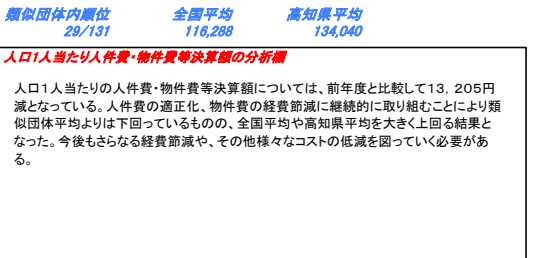 類似団体内順位 全国平均 高知県平均
29/131 116,288 134,040
人口1人当たり人件費・物件費等決算額の分析欄
人口１人当たりの人件費・物件費等決算額については、前年度と比較して１３，２０５円
減となっている。人件費の適正化、物件費の経費節減に継続的に取り組むことにより類
似団体平均よりは下回っているものの、全国平均や高知県平均を大きく上回る結果と
なった。今後もさらなる経費節減や、その他様々なコストの低減を図っていく必要があ
る。